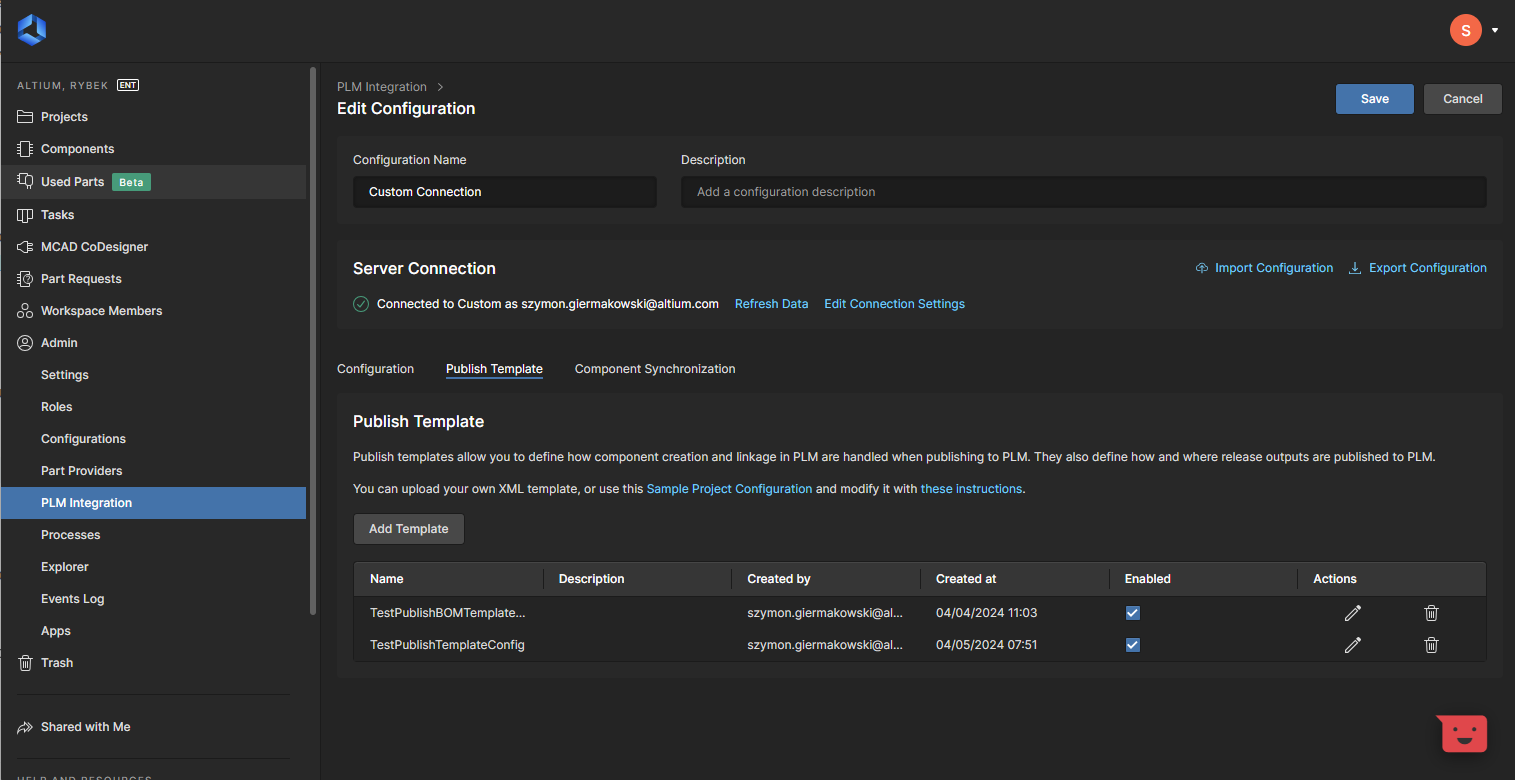 S
ALTIUM, RYBEK ENT
Projects
Components
Used Parts Beta
Tasks
MCAD CoDesigner
Part Requests
Workspace Members
Admin
Settings
Roles
Configurations
Part Providers
PLM Integration
Processes
Explorer
Events Log
Apps
Trash
Shared with Me
HELP AND RESOURCES
PLM Integration >
Edit Configuration
Save Cancel
Configuration Name Description
Custom Connection Add a configuration description
Server Connection Import Configuration Export Configuration
Connected to Custom as szymon.giermakowski@altium.com Refresh Data Edit Connection Settings
Configuration Publish Template Component Synchronization
Publish Template
Publish templates allow you to define how component creation and linkage in PLM are handled when publishing to PLM. They also define how and where release outputs are published to PLM.
You can upload your own XML template, or use this Sample Project Configuration and modify it with these instructions.
Add Template
Name Description Created by Created at Enabled Actions
TestPublishBOMTemplate... szymon.giermakowski@al... 04/04/2024 11:03
TestPublishTemplateConfig szymon.giermakowski@al... 04/05/2024 07:51